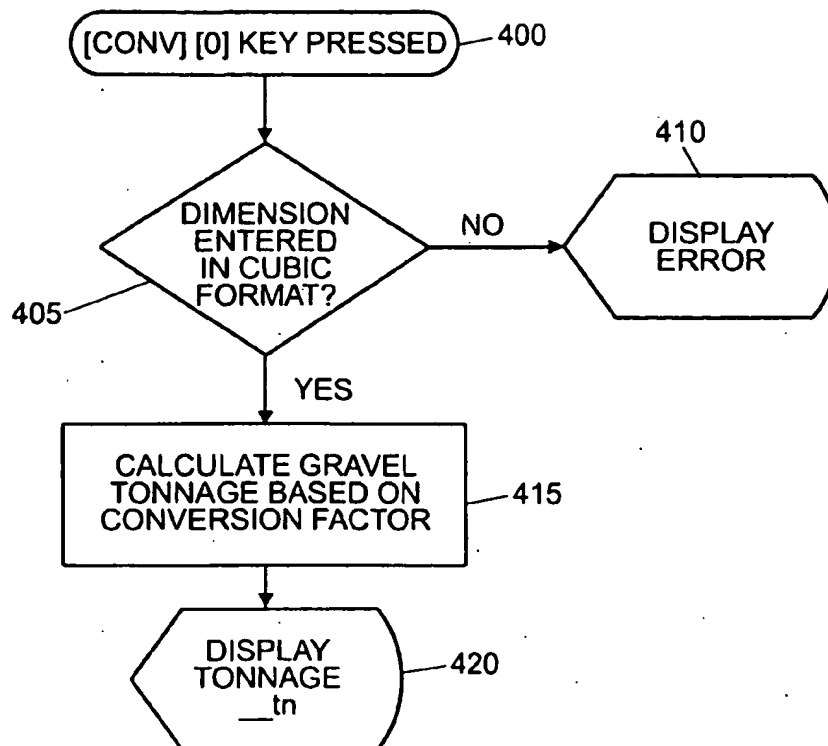 [CONV] [0] KEY PRESSED
400
410
DIMENSION
ENTERED
IN CUBIC
FORMAT?
NO
DISPLAY
ERROR
405
YES
CALCULATE GRAVEL
TONNAGE BASED ON
CONVERSION FACTOR
415
DISPLAY
TONNAGE
__tn
420